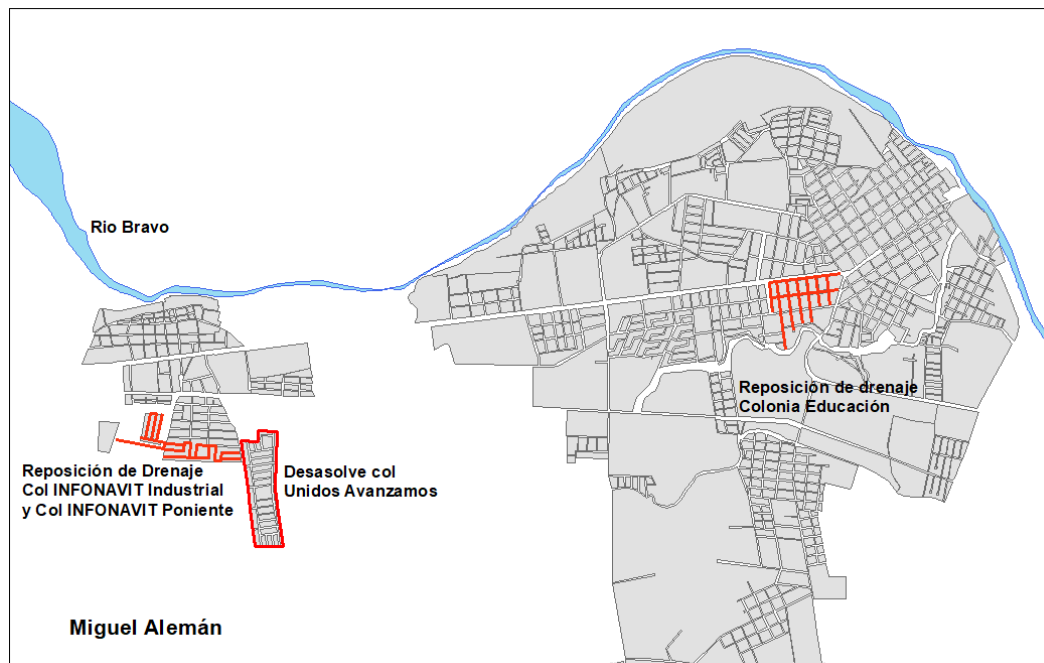 Rio Bravo
Reposición de drenaje
Colonia Educación
Reposición de Drenaje
Col INFONAVIT Industrial
y Col INFONAVIT Poniente
Desasolve col
Unidos Avanzamos
Miguel Alemán